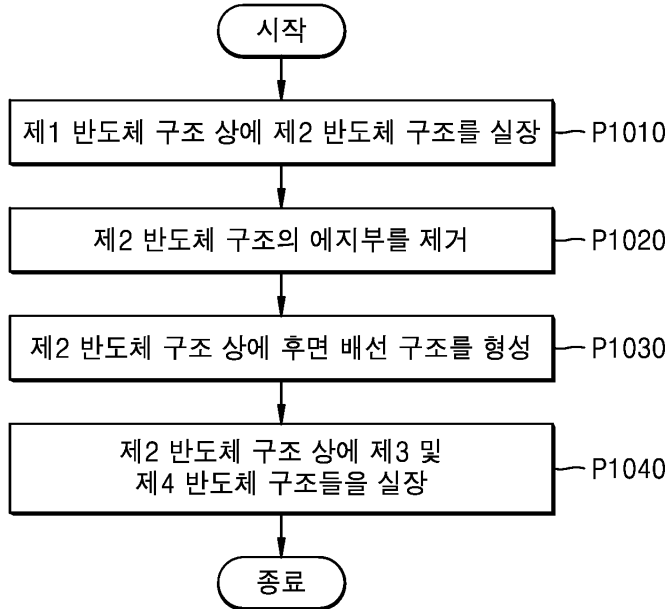 시작
제1 반도체 구조 상에 제2 반도체 구조를 실장
P1010
제2 반도체 구조의 에지부를 제거
P1020
제2 반도체 구조 상에 후면 배선 구조를 형성
P1030
제2 반도체 구조 상에 제3 및
제4 반도체 구조들을 실장
P1040
종료